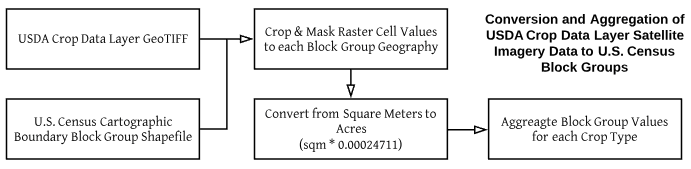 USDA Crop Data Layer GeoTIFF
U.S. Census Cartographic
Boundary Block Group Shapefile
Crop & Mask Raster Cell Values
to each Block Group Geography
Convert from Square Meters to
Acres
(sqm * 0.00024711)
Conversion and Aggregation of
USDA Crop Data Layer Satellite
Imagery Data to U.S. Census
Block Groups
Aggreagte Block Group Values
for each Crop Type